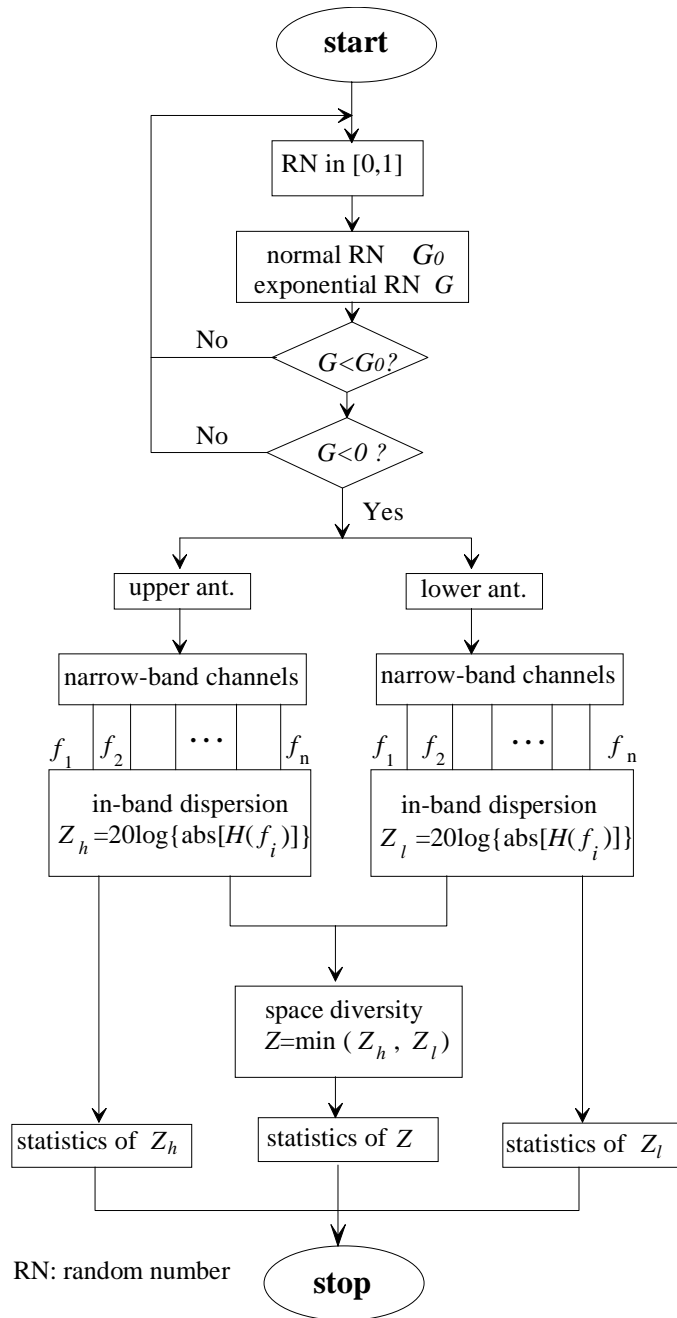 start
RN in [0,1]
normal RN G0
exponential RN G
No
G<G0?
No
G<0 ?
Yes
upper ant.
lower ant.
narrow-band channels
narrow-band channels
f1 f2 ... fn
f1 f2 ... fn
in-band dispersion
Zh =20log{abs[H(fi)]}
in-band dispersion
Zl =20log{abs[H(fi)]}
space diversity
Z=min ( Zh , Zl )
statistics of Zh
statistics of Z
statistics of Zl
RN: random number
stop